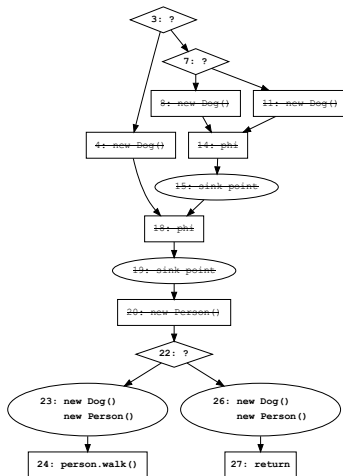 3: ?
7: ?
8: new Dog()
11: new Dog()
4: new Dog()
14: phi
15: sink point
18: phi
19: sink point
20: new Person()
22: ?
23: new Dog()
new Person()
26: new Dog()
new Person()
24: person.walk()
27: return